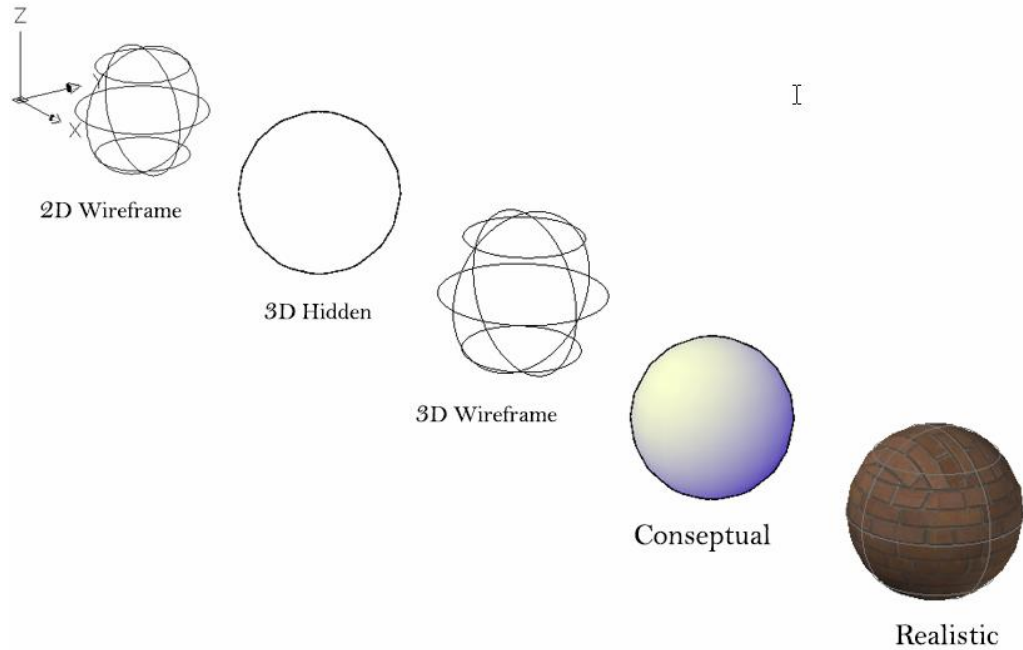 Z
Y
X
2D Wireframe
3D Hidden
3D Wireframe
Conseptual
Realistic